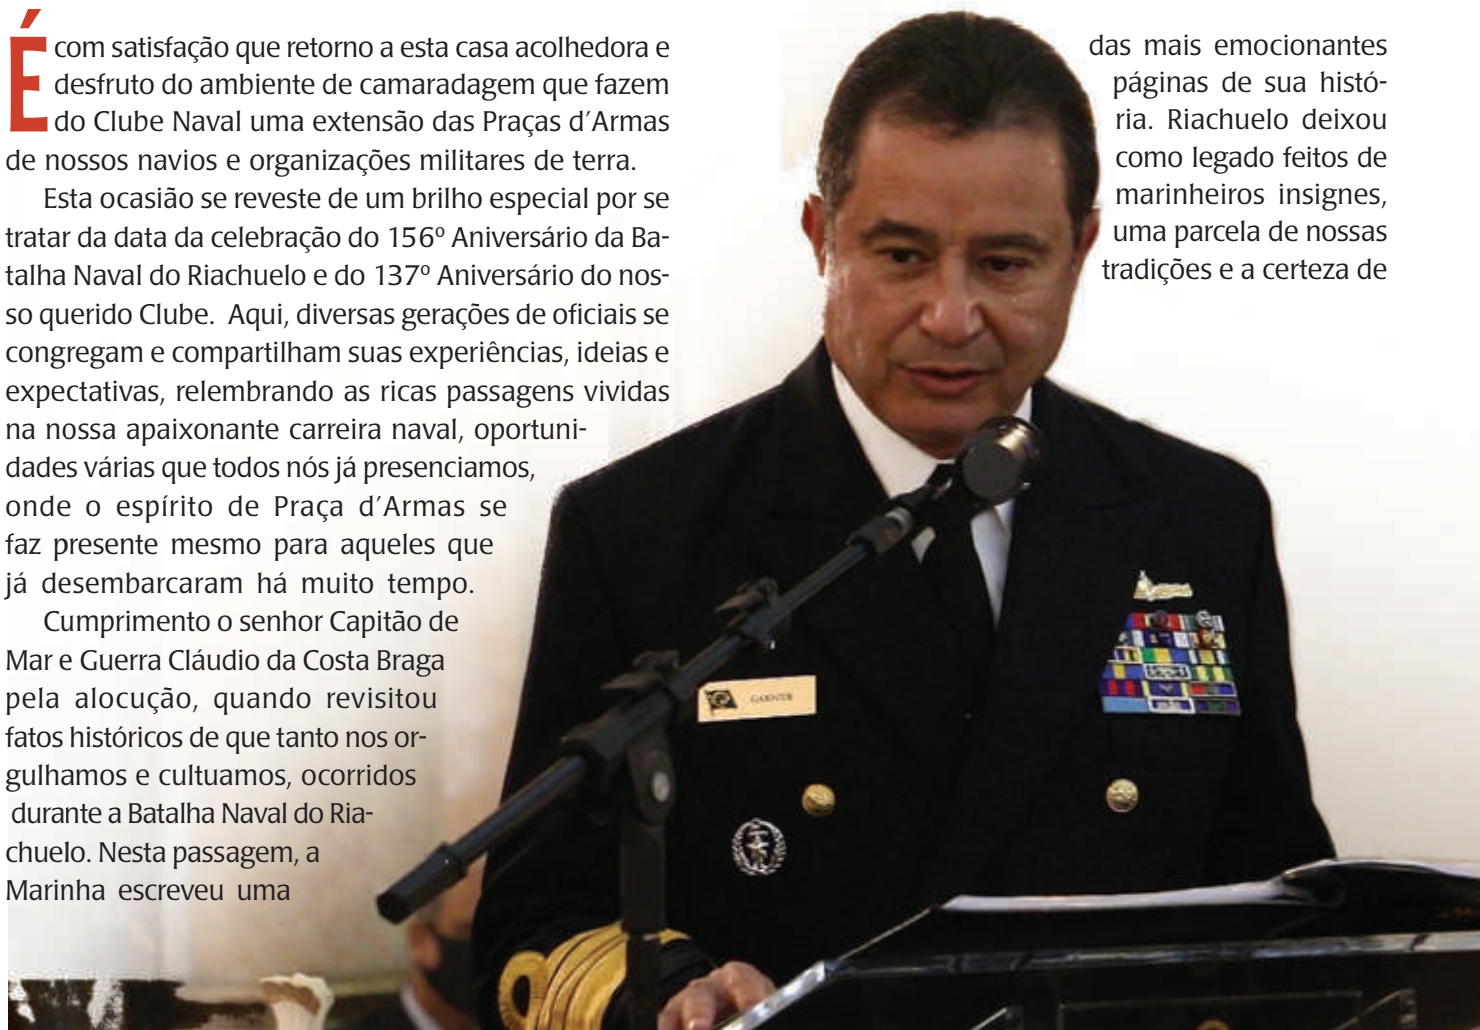 É com satisfação que retorno a esta casa acolhedora e
desfruto do ambiente de camaradagem que fazem
do Clube Naval uma extensão das Praças d’Armas
de nossos navios e organizações militares de terra.
Esta ocasião se reveste de um brilho especial por se
tratar da data da celebração do 156º Aniversário da Ba-
talha Naval do Riachuelo e do 137º Aniversário do nos-
so querido Clube. Aqui, diversas gerações de oficiais se
congregam e compartilham suas experiências, ideias e
expectativas, relembrando as ricas passagens vividas
na nossa apaixonante carreira naval, oportuni-
dades várias que todos nós já presenciamos,
onde o espírito de Praça d’Armas se
faz presente mesmo para aqueles que
já desembarcaram há muito tempo.
Cumprimento o senhor Capitão de
Mar e Guerra Cláudio da Costa Braga
pela alocução, quando revisitou
fatos históricos de que tanto nos or-
gulhamos e cultuamos, ocorridos
durante a Batalha Naval do Ria-
chuelo. Nesta passagem, a
Marinha escreveu uma
das mais emocionantes
páginas de sua histó-
ria. Riachuelo deixou
como legado feitos de
marinheiros insignes,
uma parcela de nossas
tradições e a certeza de
GARNIER